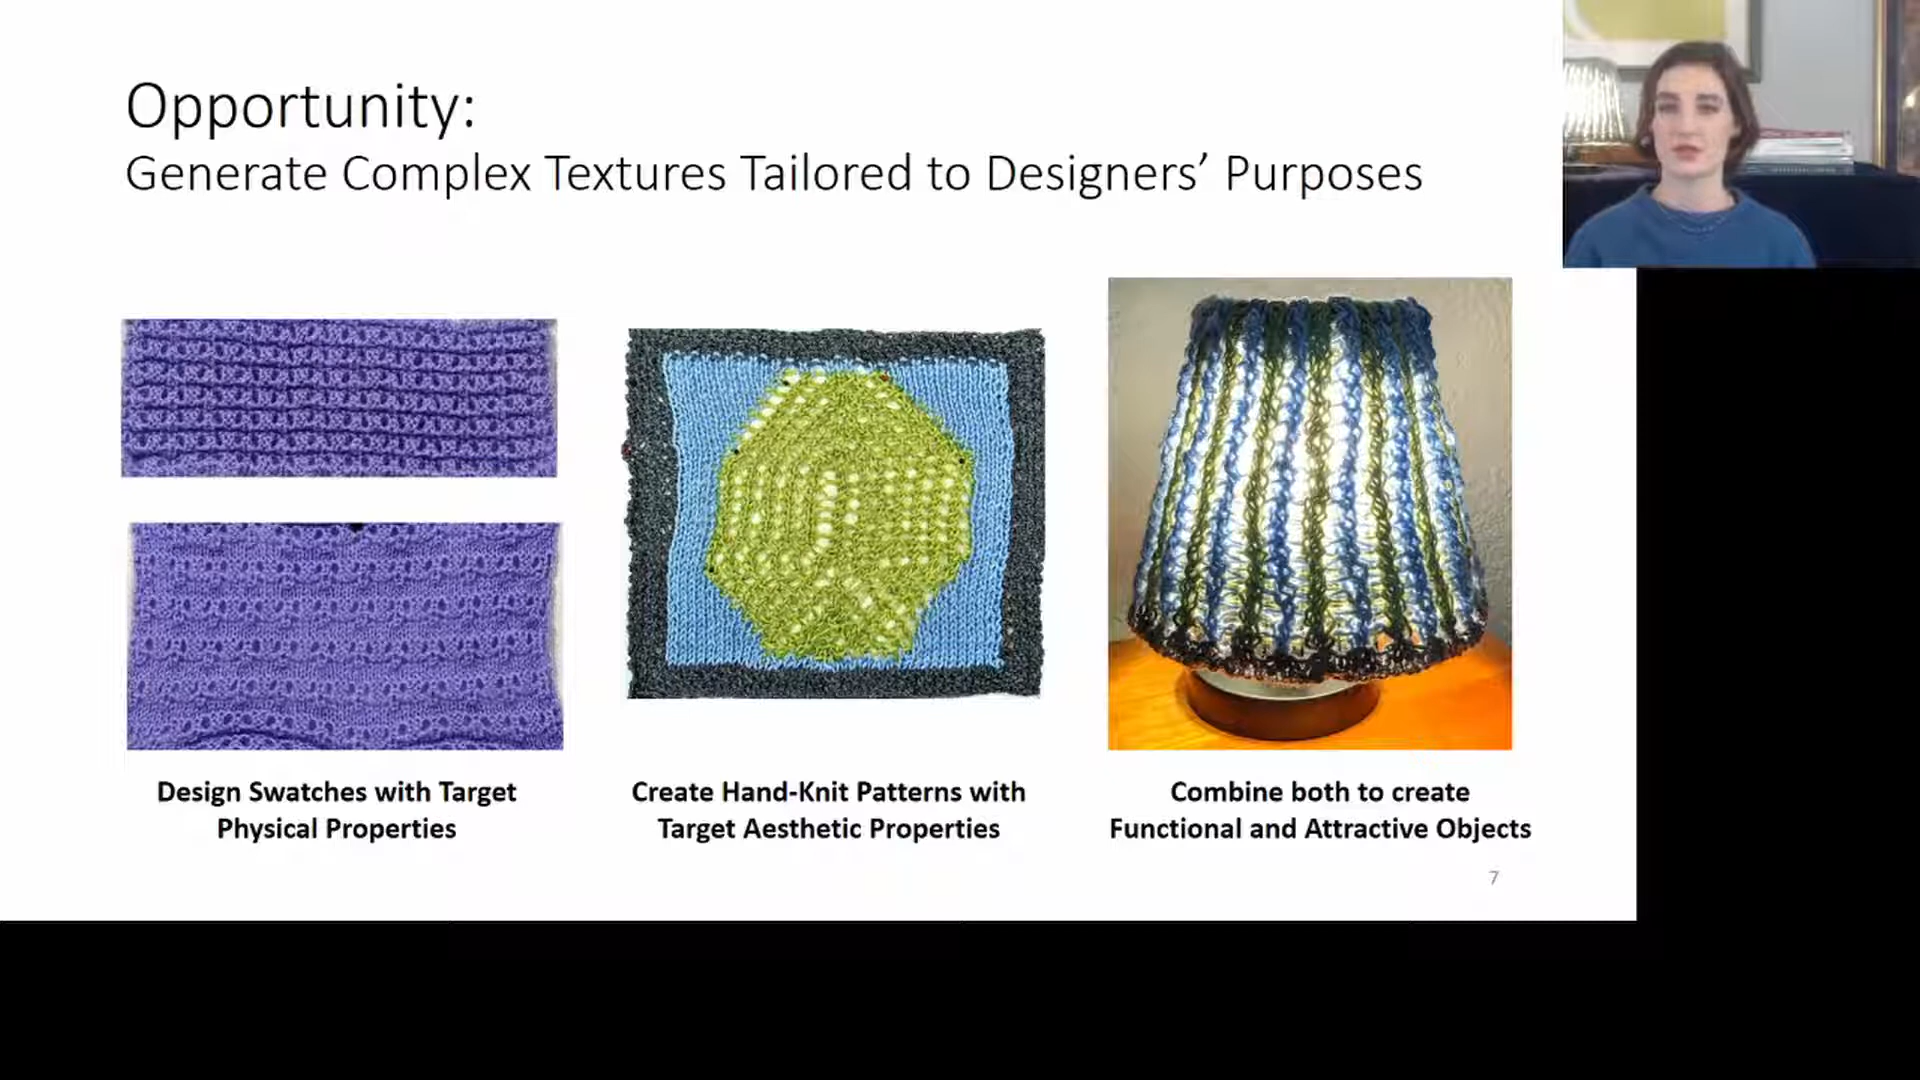 Opportunity:
Generate Complex Textures Tailored to Designers’ Purposes
Design Swatches with Target
Physical Properties
Create Hand-Knit Patterns with
Target Aesthetic Properties
Combine both to create
Functional and Attractive Objects
7